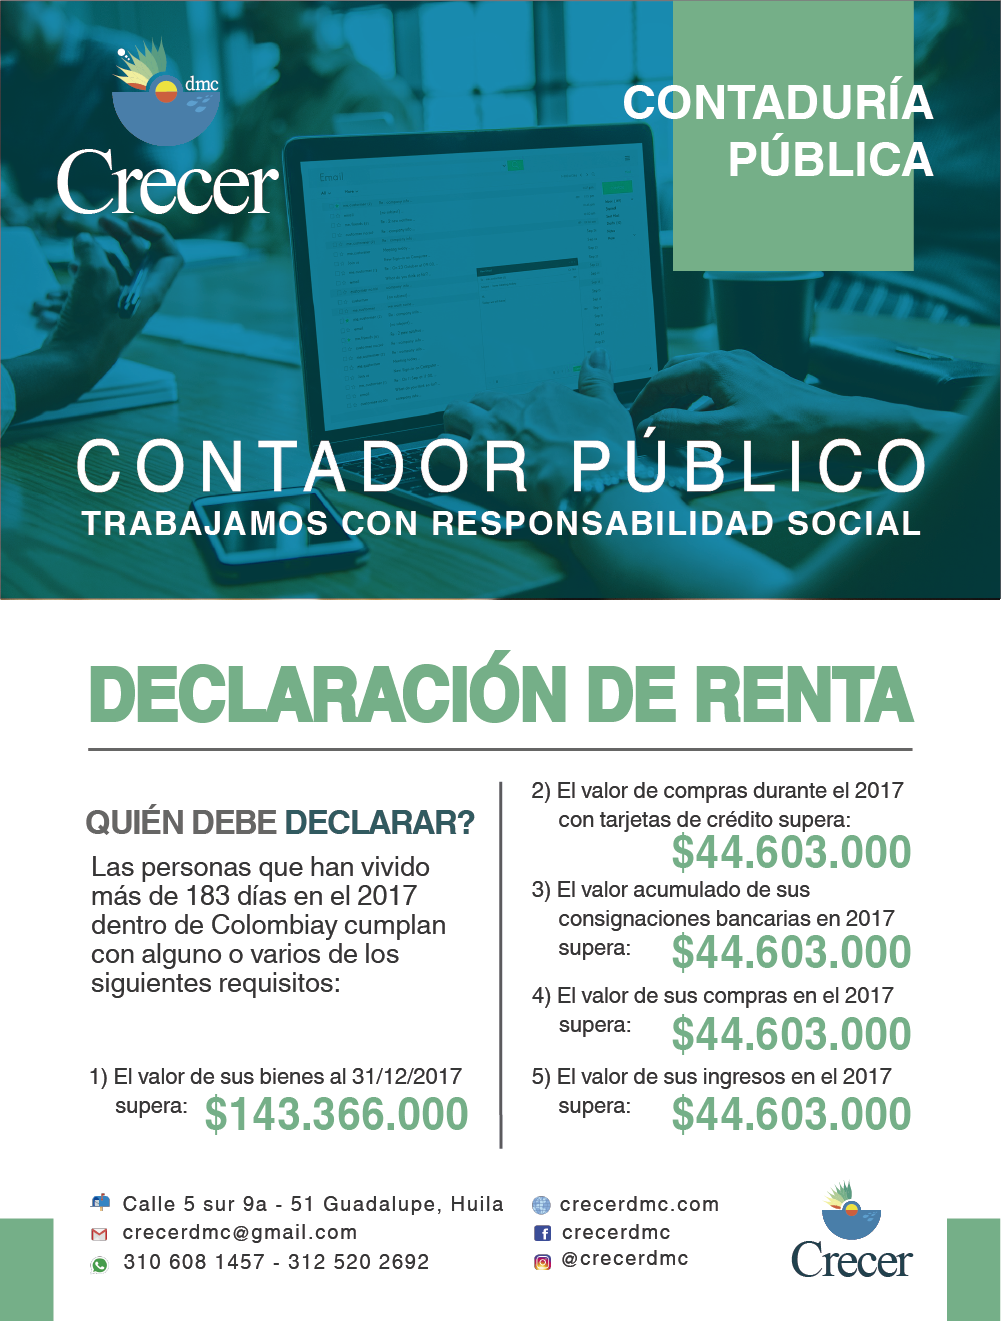 dmc
Crecer
CONTADURÍA
PÚBLICA
Email
CONTADOR PÚBLICO
TRABAJAMOS CON RESPONSABILIDAD SOCIAL
DECLARACIÓN DE RENTA
QUIÉN DEBE DECLARAR?
Las personas que han vivido
más de 183 días en el 2017
dentro de Colombiay cumplan
con alguno o varios de los
siguientes requisitos:
1) El valor de sus bienes al 31/12/2017
supera: $143.366.000
2) El valor de compras durante el 2017
con tarjetas de crédito supera:
$44.603.000
3) El valor acumulado de sus
consignaciones bancarias en 2017
supera: $44.603.000
4) El valor de sus compras en el 2017
supera: $44.603.000
5) El valor de sus ingresos en el 2017
supera: $44.603.000
Calle 5 sur 9a - 51 Guadalupe, Huila
crecerdmc@gmail.com
310 608 1457 - 312 520 2692
crecerdmc.com
crecerdmc
@crecerdmc
Crecer